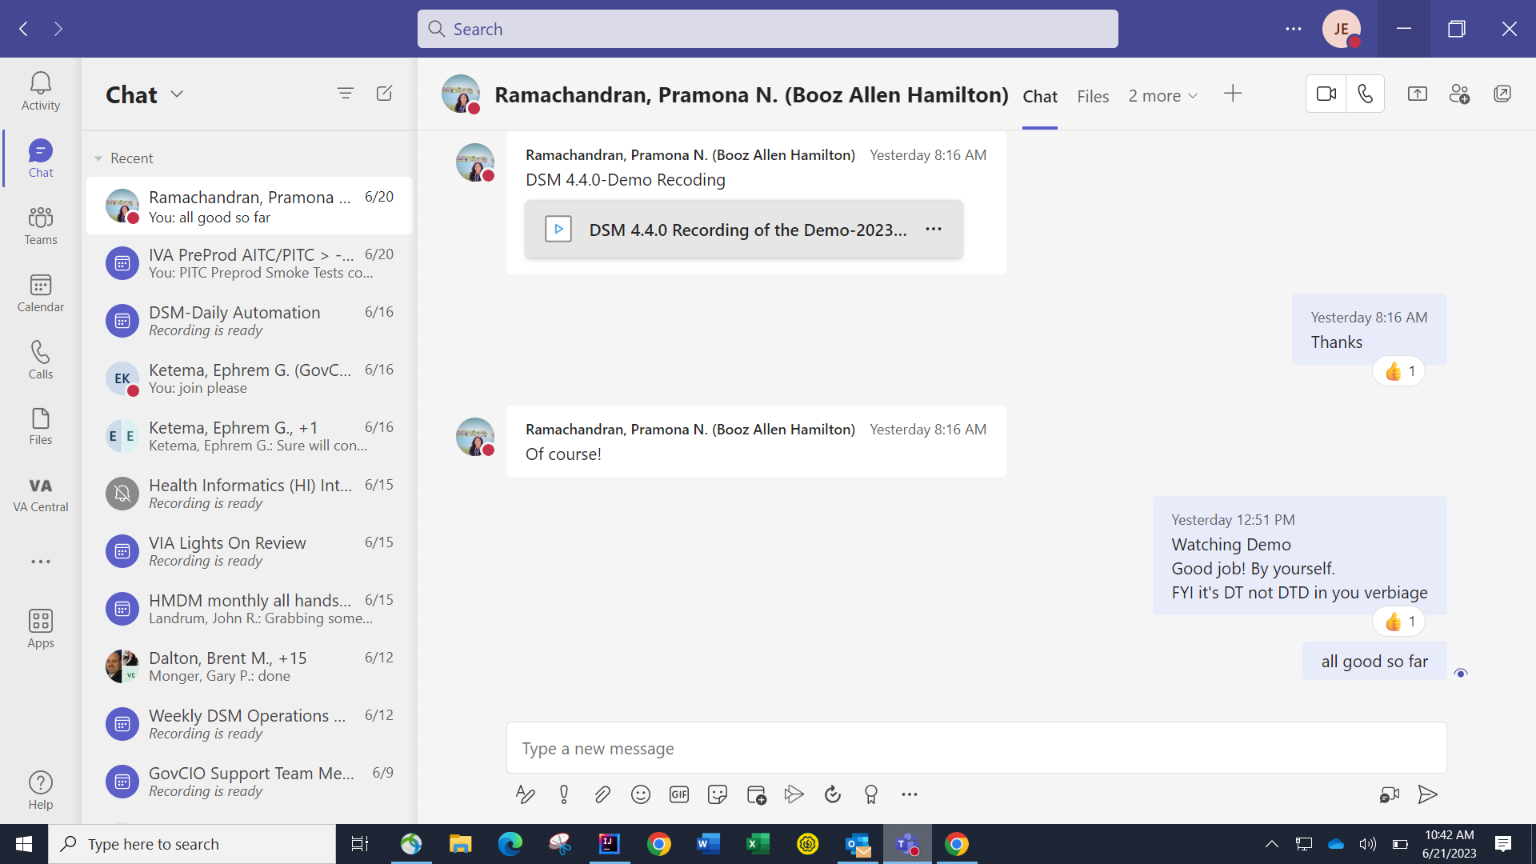 Search
JE
Activity
Chat
Teams
Calendar
Calls
Files
VA
VA Central
Apps
Help
Chat
Recent
Ramachandran, Pramona ... 6/20
You: all good so far
IVA PreProd AITC/PITC > -... 6/20
You: PITC Preprod Smoke Tests co...
DSM-Daily Automation 6/16
Recording is ready
EK
Ketema, Ephrem G. (GovC... 6/16
You: join please
E E
Ketema, Ephrem G., +1 6/16
Ketema, Ephrem G.: Sure will con...
Health Informatics (HI) Int... 6/15
Recording is ready
VIA Lights On Review 6/15
Recording is ready
HMDM monthly all hands... 6/15
Landrum, John R.: Grabbing some...
Dalton, Brent M., +15 6/12
Monger, Gary P.: done
VE
Weekly DSM Operations ... 6/12
Recording is ready
GovCIO Support Team Me... 6/9
Recording is ready
Ramachandran, Pramona N. (Booz Allen Hamilton) Chat Files 2 more
Ramachandran, Pramona N. (Booz Allen Hamilton) Yesterday 8:16 AM
DSM 4.4.0-Demo Recoding
DSM 4.4.0 Recording of the Demo-2023...
Yesterday 8:16 AM
Thanks
1
Ramachandran, Pramona N. (Booz Allen Hamilton) Yesterday 8:16 AM
Of course!
Yesterday 12:51 PM
Watching Demo
Good job! By yourself.
FYI it's DT not DTD in you verbiage
1
all good so far
Type a new message
GIF
Type here to search
10:42 AM
6/21/2023